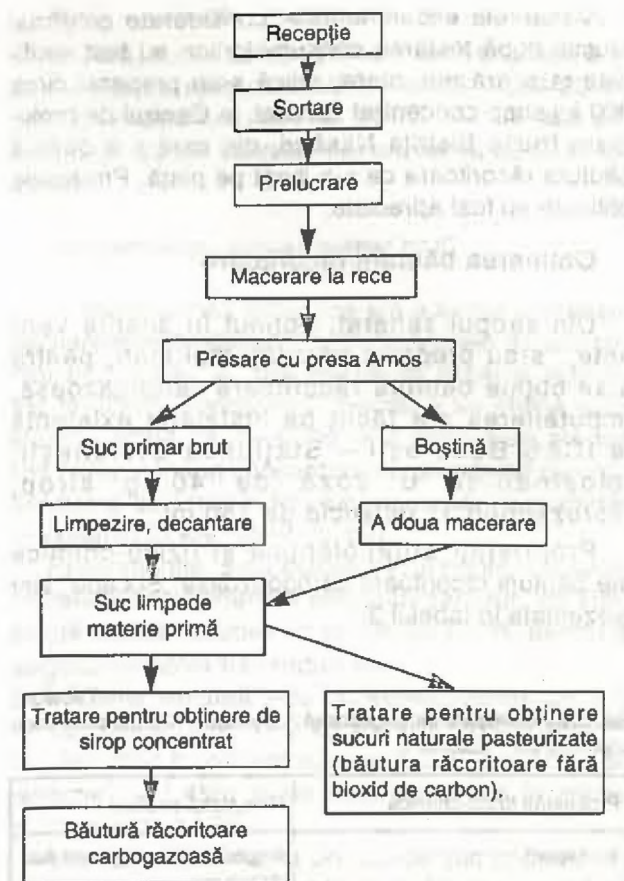 Recepție
Sortare
Prelucrare
Macerare la rece
Presare cu presa Amos
Suc primar brut
Boștină
Limpezire, decantare
A doua macerare
Suc limpede
materie primă
Tratare pentru obținere de
sirop concentrat
Tratare pentru obținere
sucuri naturale pasteurizate
(băutura răcoritoare fără
bioxid de carbon).
Băutură răcoritoare
carbogazoasă